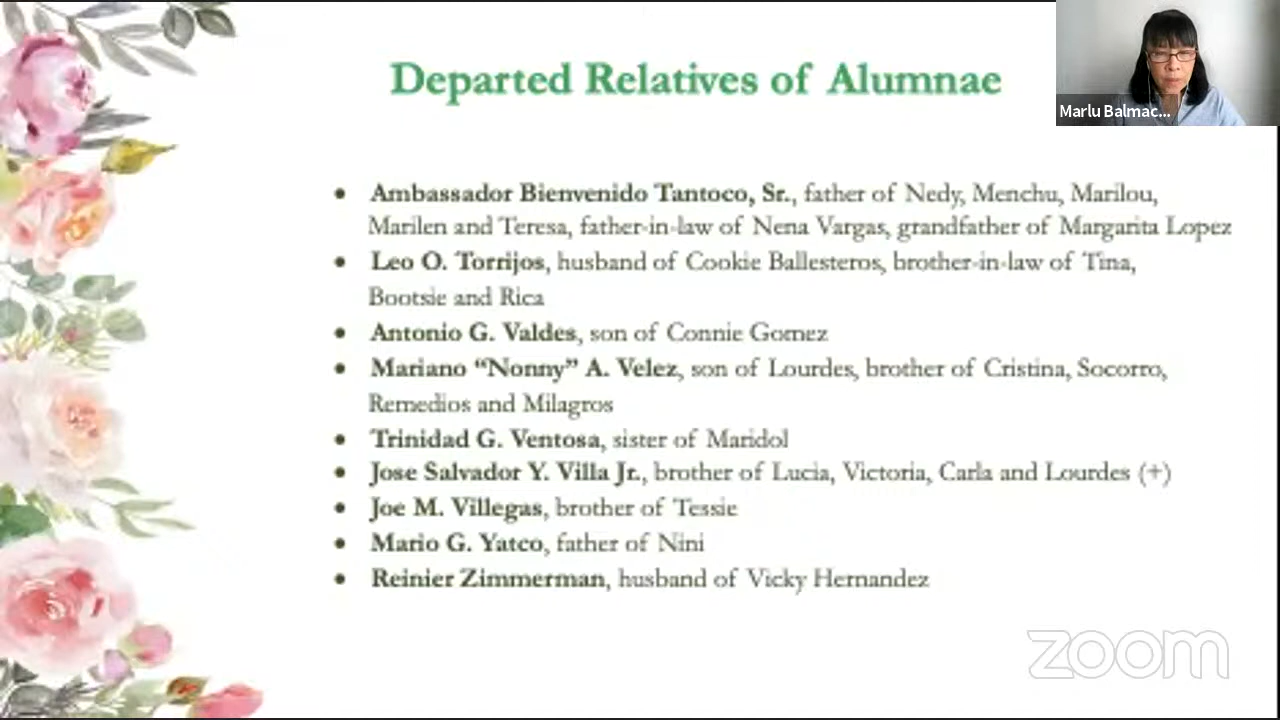 Departed Relatives of Alumnae
Marlu Balmac...
• Ambassador Bienvenido Tantoco, Sr., father of Nedy, Menchu, Marilou,
Marilen and Teresa, father-in-law of Nena Vargas, grandfather of Margarita Lopez
• Leo O. Torrijos, husband of Cookie Ballesteros, brother-in-law of Tina,
Bootsie and Rica
• Antonio G. Valdes, son of Connie Gomez
• Mariano “Nonny” A. Velez, son of Lourdes, brother of Cristina, Socorro,
Remedios and Milagros
• Trinidad G. Ventosa, sister of Maridol
• Jose Salvador Y. Villa Jr., brother of Lucia, Victoria, Carla and Lourdes (+)
• Joe M. Villegas, brother of Tessie
• Mario G. Yatco, father of Nini
• Reinier Zimmerman, husband of Vicky Hernandez
zoom